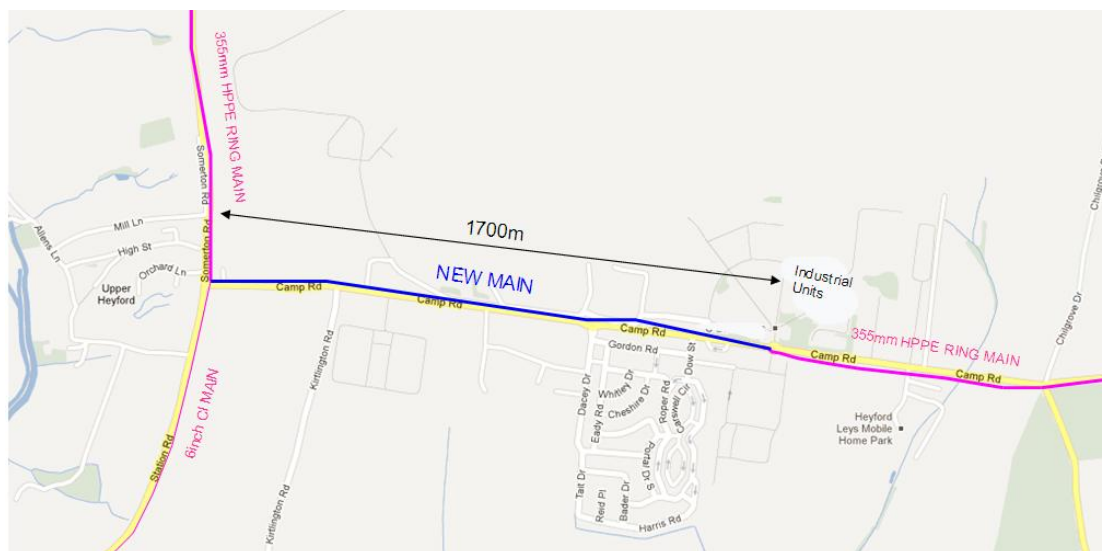 355mm HPPE RING MAIN
Somerton Rd
Chilgrove Dr
Allens Ln
Mill Ln
Somerton Rd
1700m
High St
Orchard Ln
Upper
Heyford
NEW MAIN
Industrial
Units
Camp Rd
Camp Rd
Camp Rd
Gordon Rd
Dow St
355mm HPPE RING MAIN
Camp Rd
Camp Rd
Chilgrove Dr
Kirtlington Rd
6inch CI MAIN
Station Rd
Dacey Dr
Whitley Dr
Cheshire Dr
Eady Rd
Roper Rd
Carswell Cir
Heyford
Leys Mobile
Home Park
Portal Dr S
Tait Dr
Reid Pl
Bader Dr
Harris Rd
Kirtlington Rd